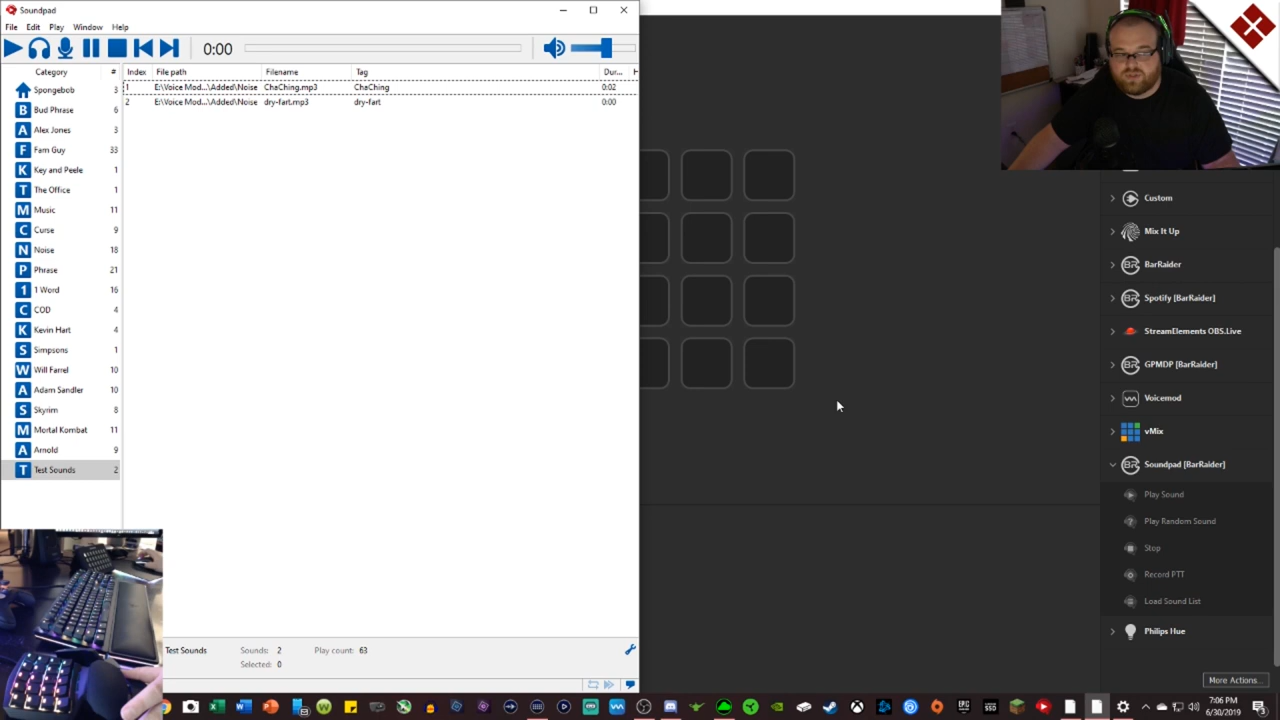 Soundpad
File Edit Play Window Help
0:00
Category #
Spongebob 3
Bud Phrase 6
Alex Jones 3
Fam Guy 33
Key and Peele 1
The Office 1
Music 11
Curse 9
Noise 18
Phrase 21
1 Word 16
COD 4
Kevin Hart 4
Simpsons 1
Will Farrel 10
Adam Sandler 10
Skyrim 8
Mortal Kombat 11
Arnold 9
Test Sounds 2
Index File path Filename Tag Dur... H
1 E:\Voice Mod...\Added\Noise ChaChing.mp3 ChaChing 0:02
2 E:\Voice Mod...\Added\Noise dry-fart.mp3 dry-fart 0:00
Test Sounds Sounds: 2 Play count: 63
Selected: 0
Custom
Mix It Up
BarRaider
Spotify [BarRaider]
StreamElements OBS.Live
GPMDP [BarRaider]
Voicemod
vMix
Soundpad [BarRaider]
Play Sound
Play Random Sound
Stop
Record PTT
Load Sound List
Philips Hue
More Actions...
7:06 PM
6/30/2019